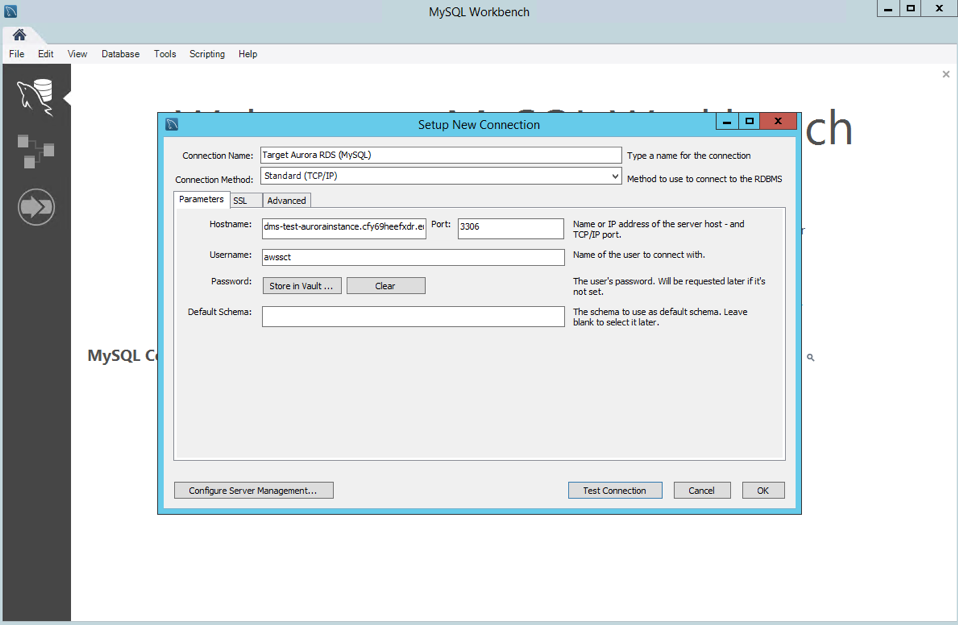 MySQL Workbench
File Edit View Database Tools Scripting Help
ch
Setup New Connection
Connection Name: Target Aurora RDS (MySQL) Type a name for the connection
Connection Method: Standard (TCP/IP) Method to use to connect to the RDBMS
Parameters SSL Advanced
Hostname: dms-test-aurorainstance.cfy69heefxdr.eu Port: 3306 Name or IP address of the server host - and
TCP/IP port.
Username: awssct Name of the user to connect with.
Password: Store in Vault ... Clear The user's password. Will be requested later if it's
not set.
Default Schema: The schema to use as default schema. Leave
blank to select it later.
MySQL Co
Configure Server Management... Test Connection Cancel OK